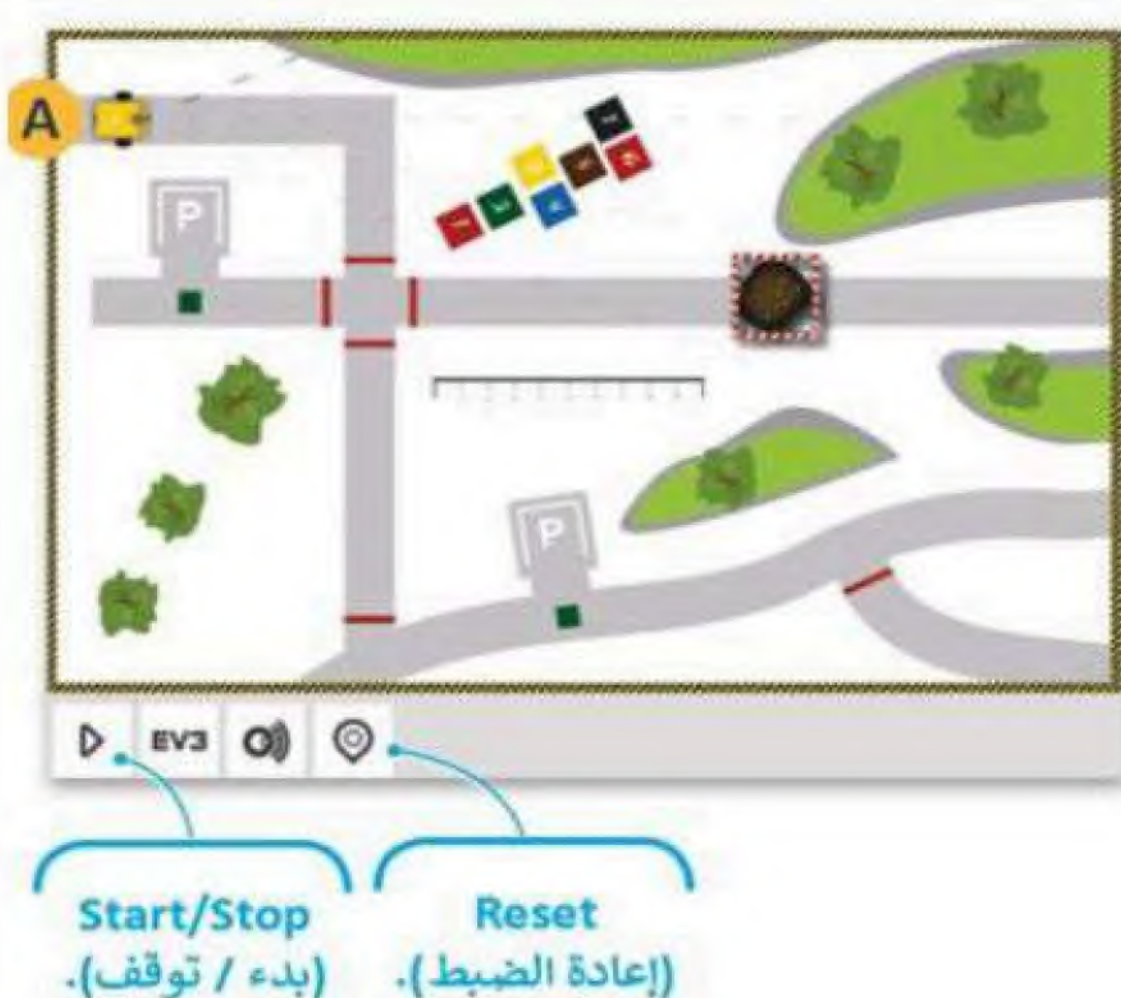 A
P
P
EV3
Start/Stop
(بدء / توقف).
Reset
(إعادة الضبط).